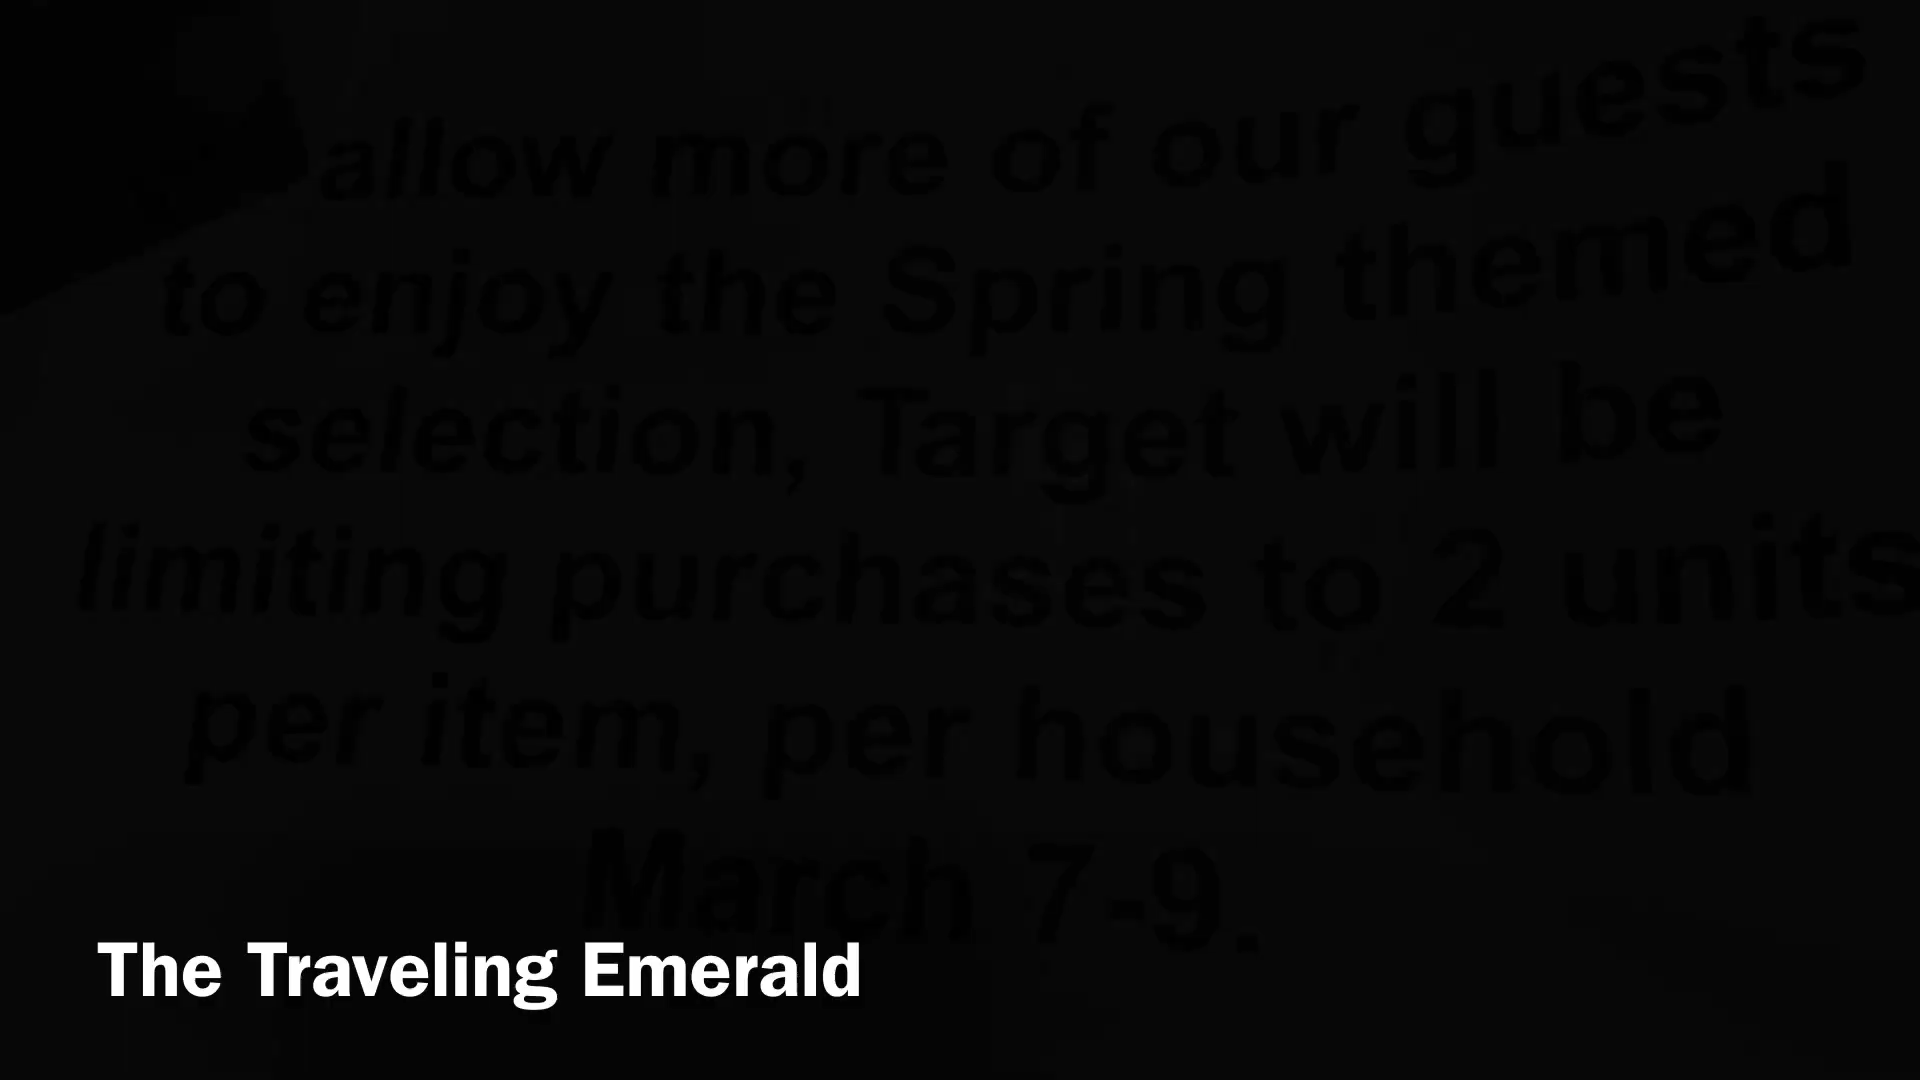 allow more of our guests
to enjoy the Spring themed
selection, Target will be
limiting purchases to 2 units
per item, per household
March 7-9.
The Traveling Emerald